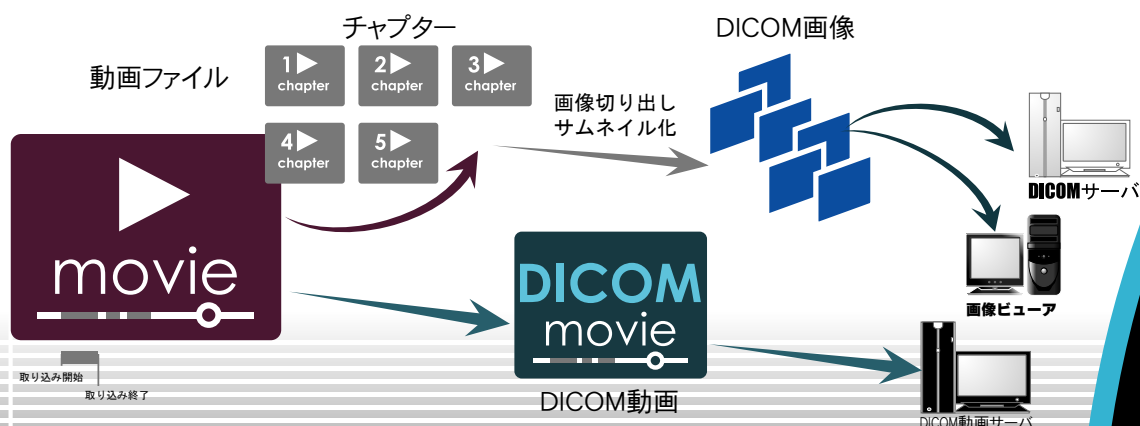 チャプター
DICOM画像
動画ファイル
1
chapter
2
chapter
3
chapter
4
chapter
5
chapter
画像切り出し
サムネイル化
DICOMサーバ
movie
DICOM
movie
画像ビューア
取り込み開始
取り込み終了
DICOM動画
DICOM動画サーバ